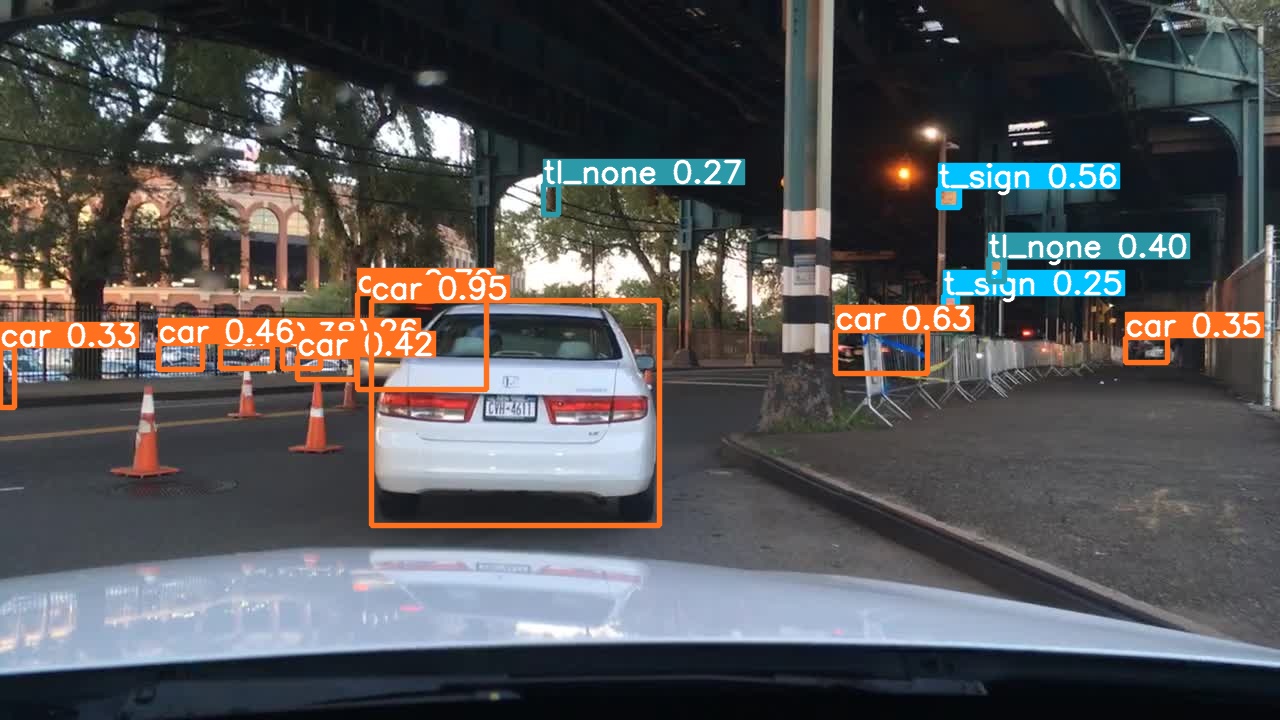 tl_none 0.27
t_sign 0.56
tl_none 0.40
t_sign 0.25
car 0.95
car 0.63
car 0.35
car 0.33
car 0.46
car 0.42
CVH-4611